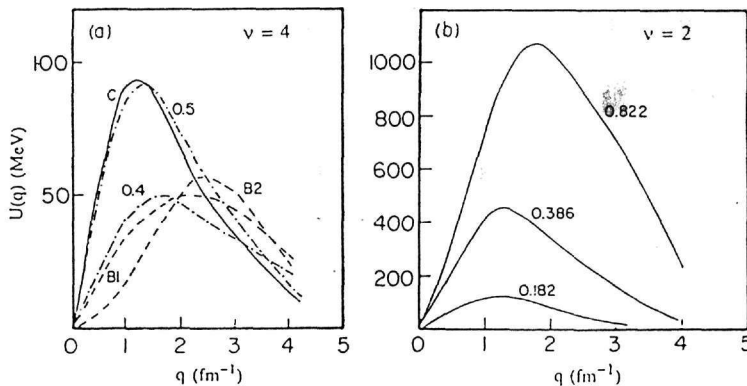 (a)
ν = 4
100
50
0
U(q) (MeV)
C
0.5
0.4
B2
B1
0 1 2 3 4 5
q (fm⁻¹)
(b)
ν = 2
1000
800
600
400
200
0.822
0.386
0.182
0 1 2 3 4 5
q (fm⁻¹)